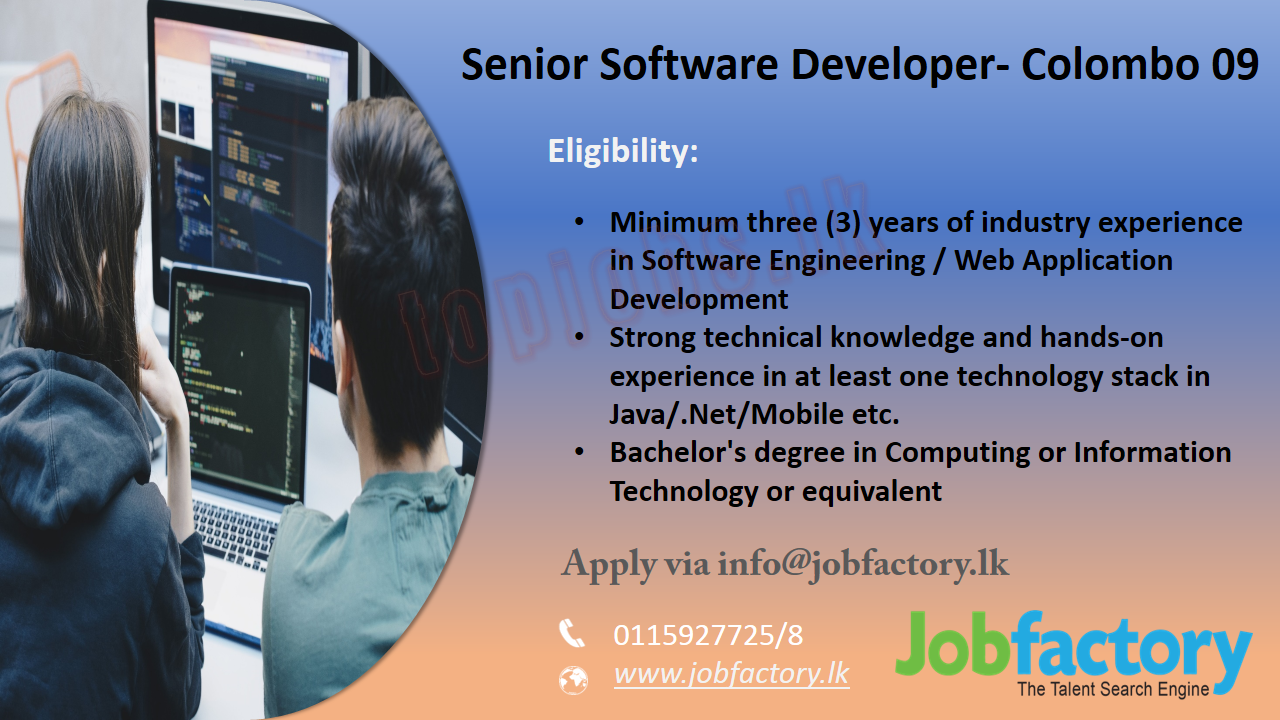 Senior Software Developer- Colombo 09
Eligibility:
• Minimum three (3) years of industry experience
in Software Engineering / Web Application
Development
• Strong technical knowledge and hands-on
experience in at least one technology stack in
Java/.Net/Mobile etc.
• Bachelor's degree in Computing or Information
Technology or equivalent
topjobs.lk
Apply via info@jobfactory.lk
0115927725/8
www.jobfactory.lk
Jobfactory
The Talent Search Engine